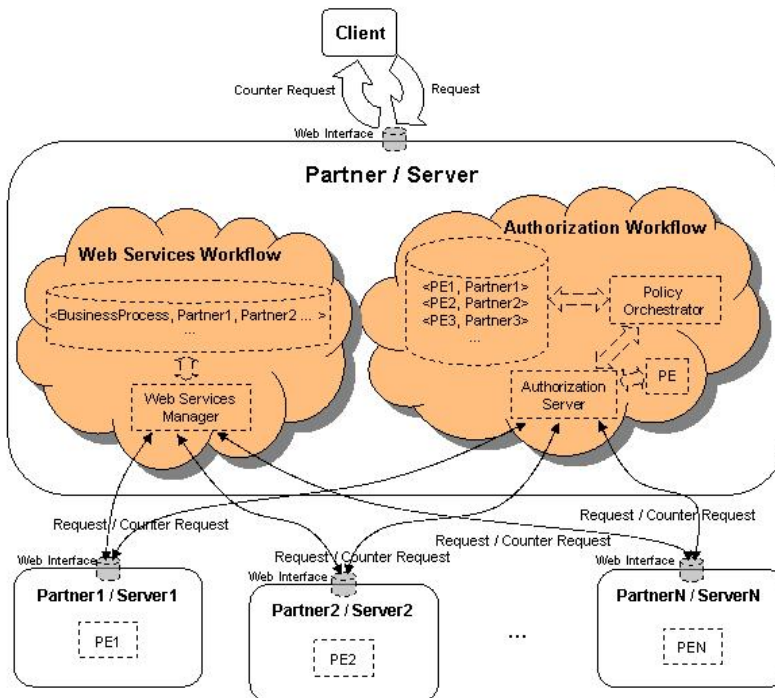 Client
Counter Request
Request
Web Interface
Partner / Server
Web Services Workflow
<BusinessProcess, Partner1, Partner2 ... >
...
Web Services
Manager
Authorization Workflow
<PE1, Partner1>
<PE2, Partner2>
<PE3, Partner3>
...
Policy
Orchestrator
Authorization
Server
PE
Request / Counter Request
Request / Counter Request
Request / Counter Request
Request / Counter Request
Web Interface
Partner1 / Server1
PE1
Web Interface
Partner2 / Server2
PE2
...
Web Interface
PartnerN / ServerN
PEN